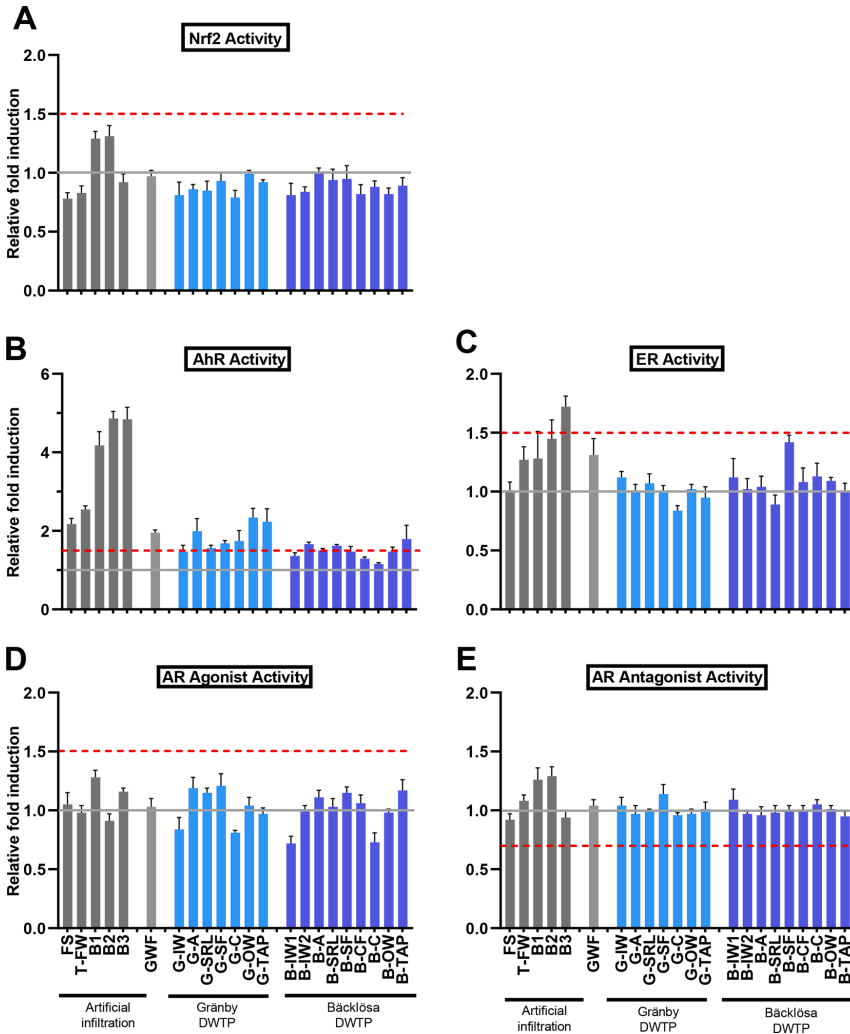 A
Nrf2 Activity
Relative fold induction
2.0
1.5
1.0
0.5
0.0
B
AhR Activity
Relative fold induction
6
4
2
0
C
ER Activity
2.0
1.5
1.0
0.5
0.0
D
AR Agonist Activity
Relative fold induction
2.0
1.5
1.0
0.5
0.0
FS
T-FW
B1
B2
B3
GWF
G-IW
G-A
G-SRL
G-SF
G-C
G-OW
G-TAP
B-IW1
B-IW2
B-A
B-SRL
B-SF
B-CF
B-C
B-OW
B-TAP
Artificial
infiltration
Gränby
DWTP
Bäcklösa
DWTP
E
AR Antagonist Activity
2.0
1.5
1.0
0.5
0.0
FS
T-FW
B1
B2
B3
GWF
G-IW
G-A
G-SRL
G-SF
G-C
G-OW
G-TAP
B-IW1
B-IW2
B-A
B-SRL
B-SF
B-CF
B-C
B-OW
B-TAP
Artificial
infiltration
Gränby
DWTP
Bäcklösa
DWTP